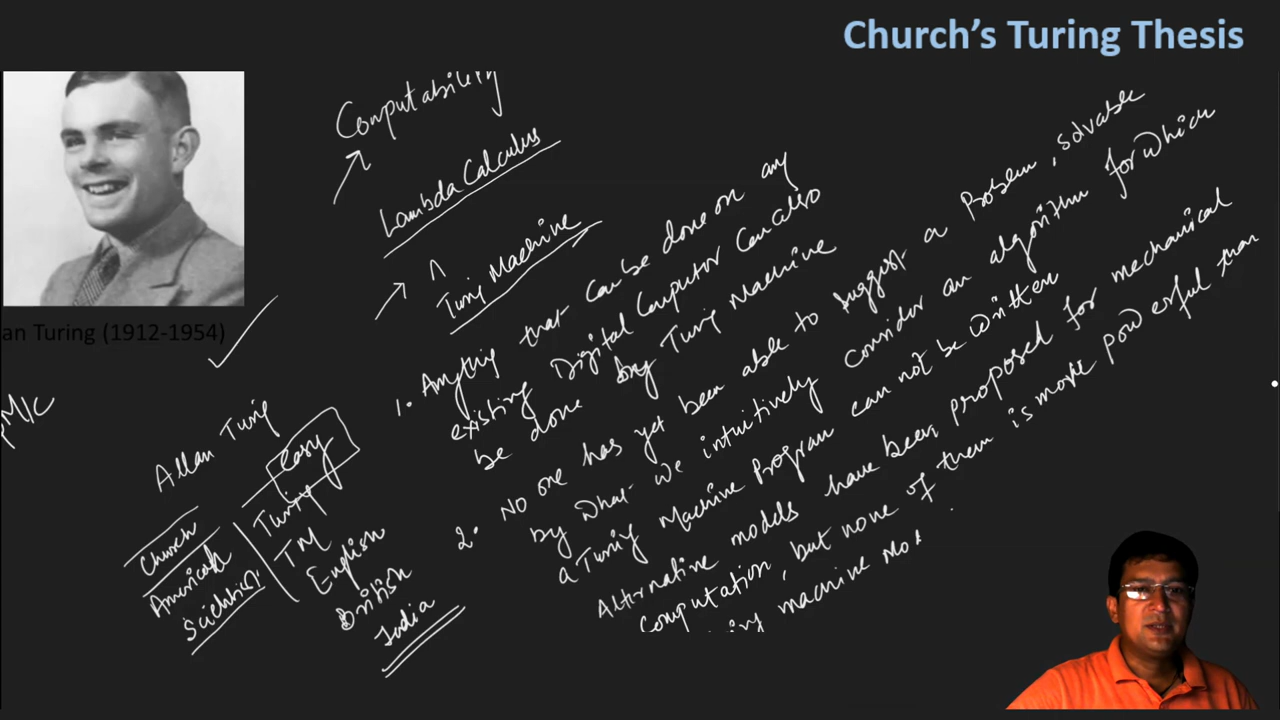 Church's Turing Thesis
Computability
Lambda Calculus
Λ
Turing Machine
an Turing (1912-1954)
M/C
Allan Turing
Church
American
Scientist
easy
Turing
TM
English
British
India
1. Anything that can be done on any
existing Digital Computor can also
be done by Turing Machine
2. No one has yet been able to suggest a Problem, solvable
by What we intuitively consider an algorithm for which
a Turing Machine Program can not be written
Alternative models have been proposed for mechanical
Computation, but none of them is more powerful than
machine